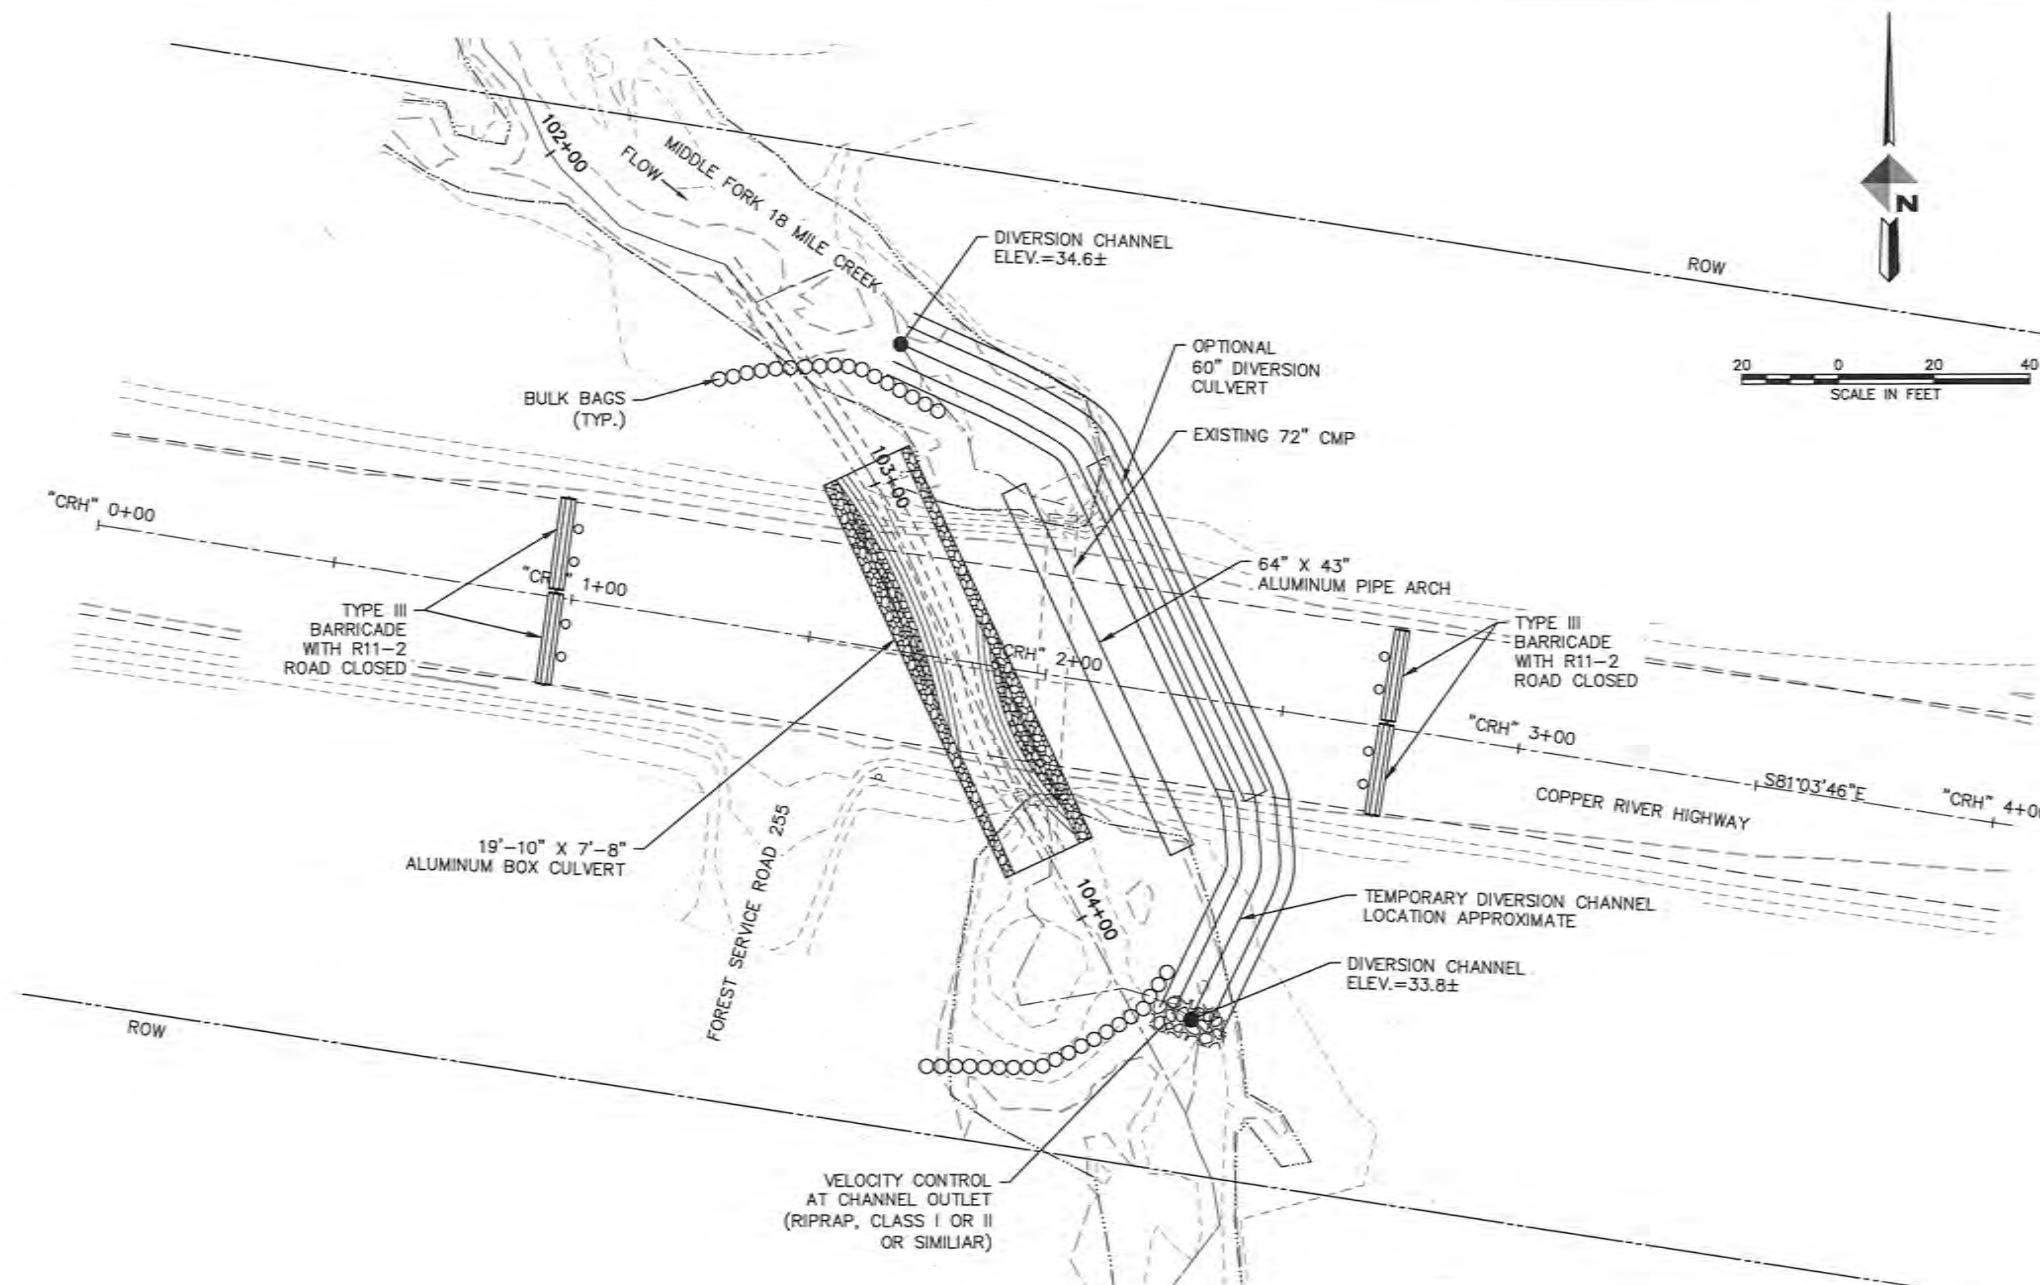 102+00
FLOW
MIDDLE FORK 18 MILE CREEK
N
DIVERSION CHANNEL
ELEV.=34.6±
ROW
20 0 20 40
SCALE IN FEET
OPTIONAL
60" DIVERSION
CULVERT
BULK BAGS
(TYP.)
EXISTING 72" CMP
103+00
"CRH" 0+00
"CR" 1+00
64" X 43"
ALUMINUM PIPE ARCH
TYPE III
BARRICADE
WITH R11-2
ROAD CLOSED
TYPE III
BARRICADE
WITH R11-2
ROAD CLOSED
CRH" 2+00
"CRH" 3+00
S81°03'46"E
"CRH" 4+00
COPPER RIVER HIGHWAY
P
19'-10" X 7'-8"
ALUMINUM BOX CULVERT
FOREST SERVICE ROAD 255
104+00
TEMPORARY DIVERSION CHANNEL
LOCATION APPROXIMATE
DIVERSION CHANNEL
ELEV.=33.8±
ROW
VELOCITY CONTROL
AT CHANNEL OUTLET
(RIPRAP, CLASS I OR II
OR SIMILIAR)